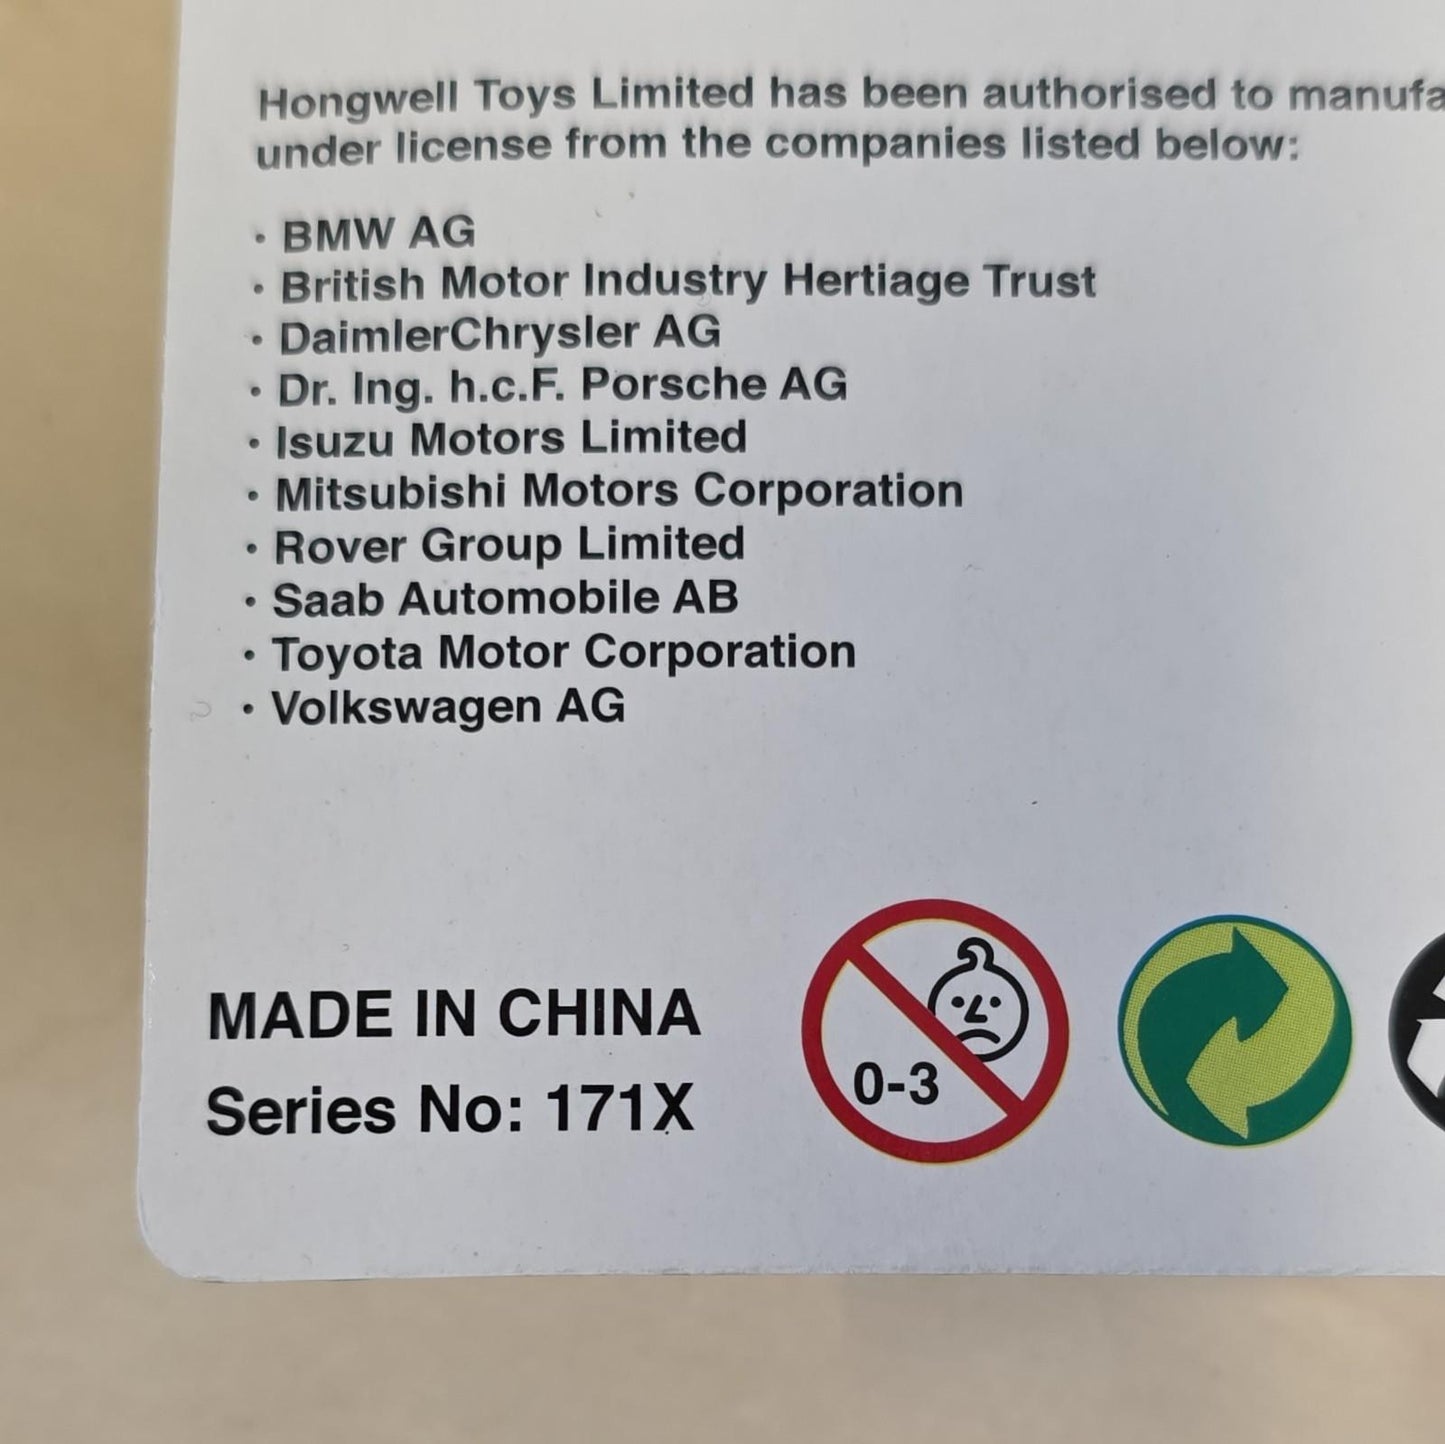 Hongwell Toys Limited has been authorised to manufa
under license from the companies listed below:
· BMW AG
· British Motor Industry Hertiage Trust
· DaimlerChrysler AG
· Dr. Ing. h.c.F. Porsche AG
· Isuzu Motors Limited
· Mitsubishi Motors Corporation
· Rover Group Limited
· Saab Automobile AB
· Toyota Motor Corporation
· Volkswagen AG
MADE IN CHINA
Series No: 171X
0-3